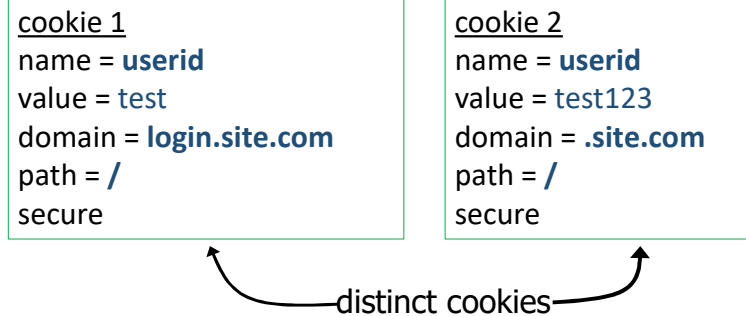 cookie 1
name = userid
value = test
domain = login.site.com
path = /
secure
cookie 2
name = userid
value = test123
domain = .site.com
path = /
secure
distinct cookies